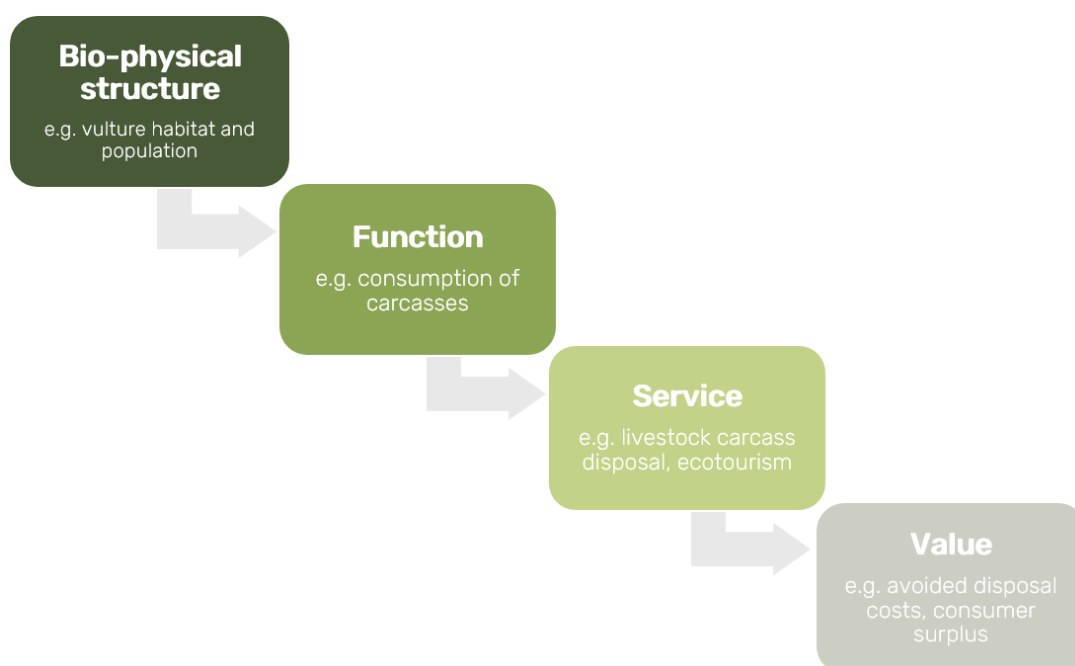 Bio-physical
structure
e.g. vulture habitat and
population
Function
e.g. consumption of
carcasses
Service
e.g. livestock carcass
disposal, ecotourism
Value
e.g. avoided disposal
costs, consumer
surplus